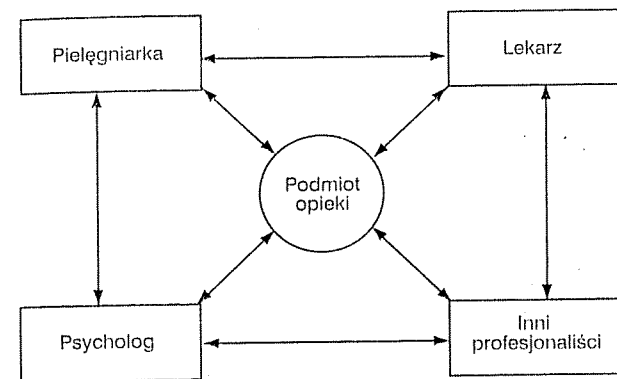 Pielęgniarka
Lekarz
Podmiot
opieki
Psycholog
Inni
profesjonaliści